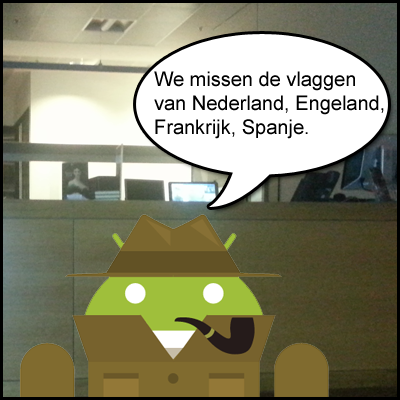 We missen de vlaggen
van Nederland, Engeland,
Frankrijk, Spanje.